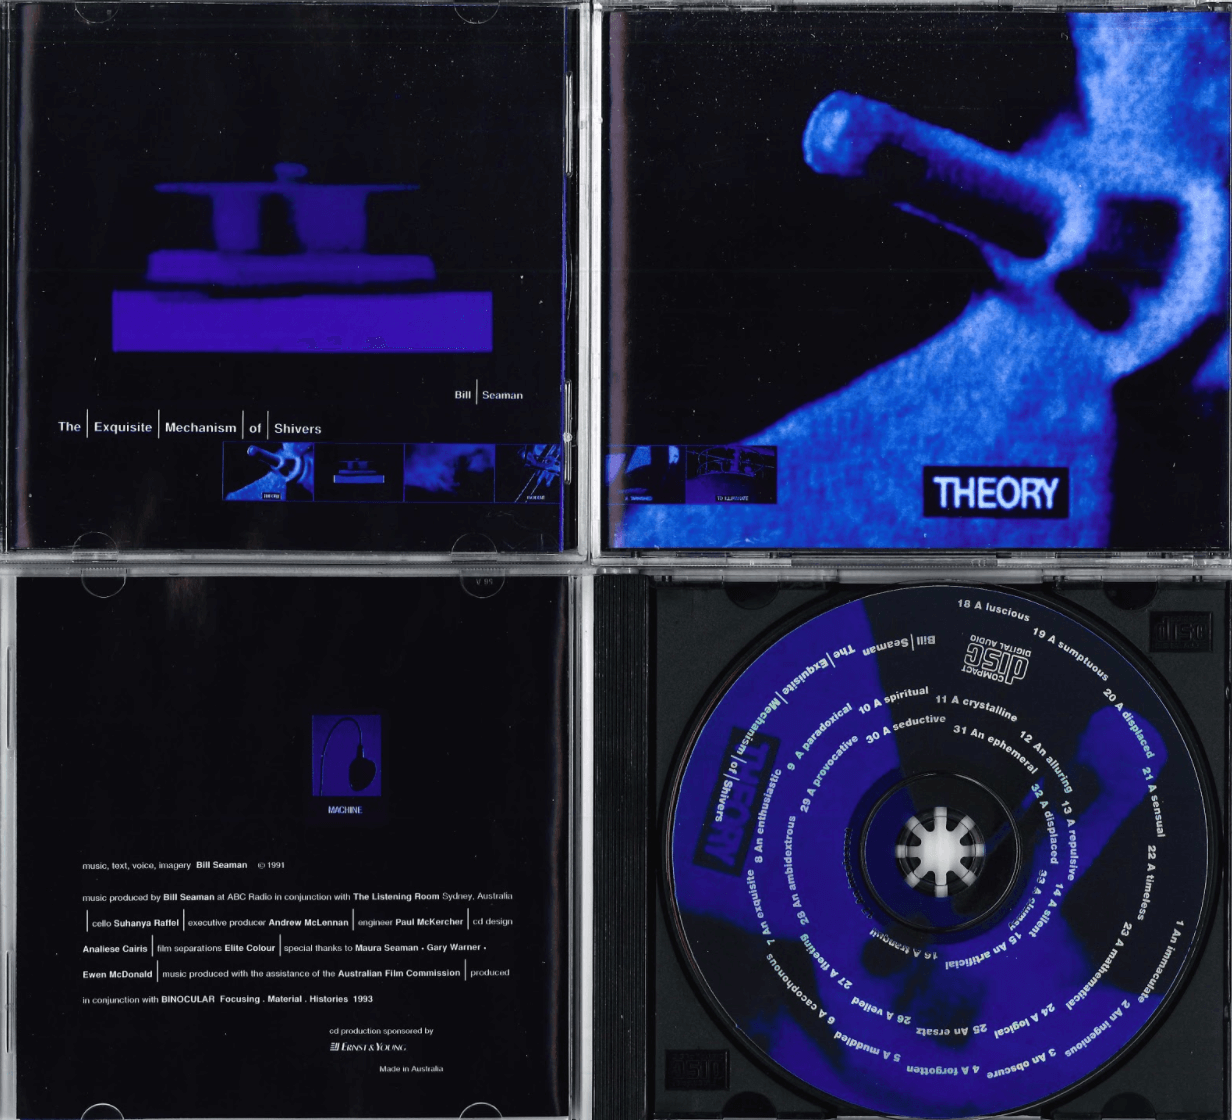 Bill Seaman
The Exquisite Mechanism of Shivers
THEORY
MACHINE
music, text, voice, imagery Bill Seaman © 1991
music produced by Bill Seaman at ABC Radio in conjunction with The Listening Room Sydney, Australia
cello Suhanya Raffel executive producer Andrew McLennan engineer Paul McKercher cd design
Analiese Cairis film separations Elite Colour special thanks to Maura Seaman • Gary Warner •
Ewen McDonald music produced with the assistance of the Australian Film Commission produced
in conjunction with BINOCULAR Focusing . Material . Histories 1993
cd production sponsored by
ERNST & YOUNG
Made in Australia
The Exquisite Mechanism of Shivers
Bill Seaman
COMPACT
disc
DIGITAL AUDIO
THEORY
1 An immaculate
2 An ingenious
3 An obscure
4 A forgotten
5 A muddied
6 A cacophonous
7 An exquisite
8 An enthusiastic
9 A paradoxical
10 A spiritual
11 A crystalline
12 An alluring
13 A repulsive
14 A silent
15 An artificial
16 A tranquil
18 A luscious
19 A sumptuous
20 A displaced
21 A sensual
22 A timeless
23 A mathematical
24 A logical
25 An ersatz
26 A veiled
27 A fleeting
28 An ambidextrous
29 A provocative
30 A seductive
31 An ephemeral
32 A displaced
33 A clumsy